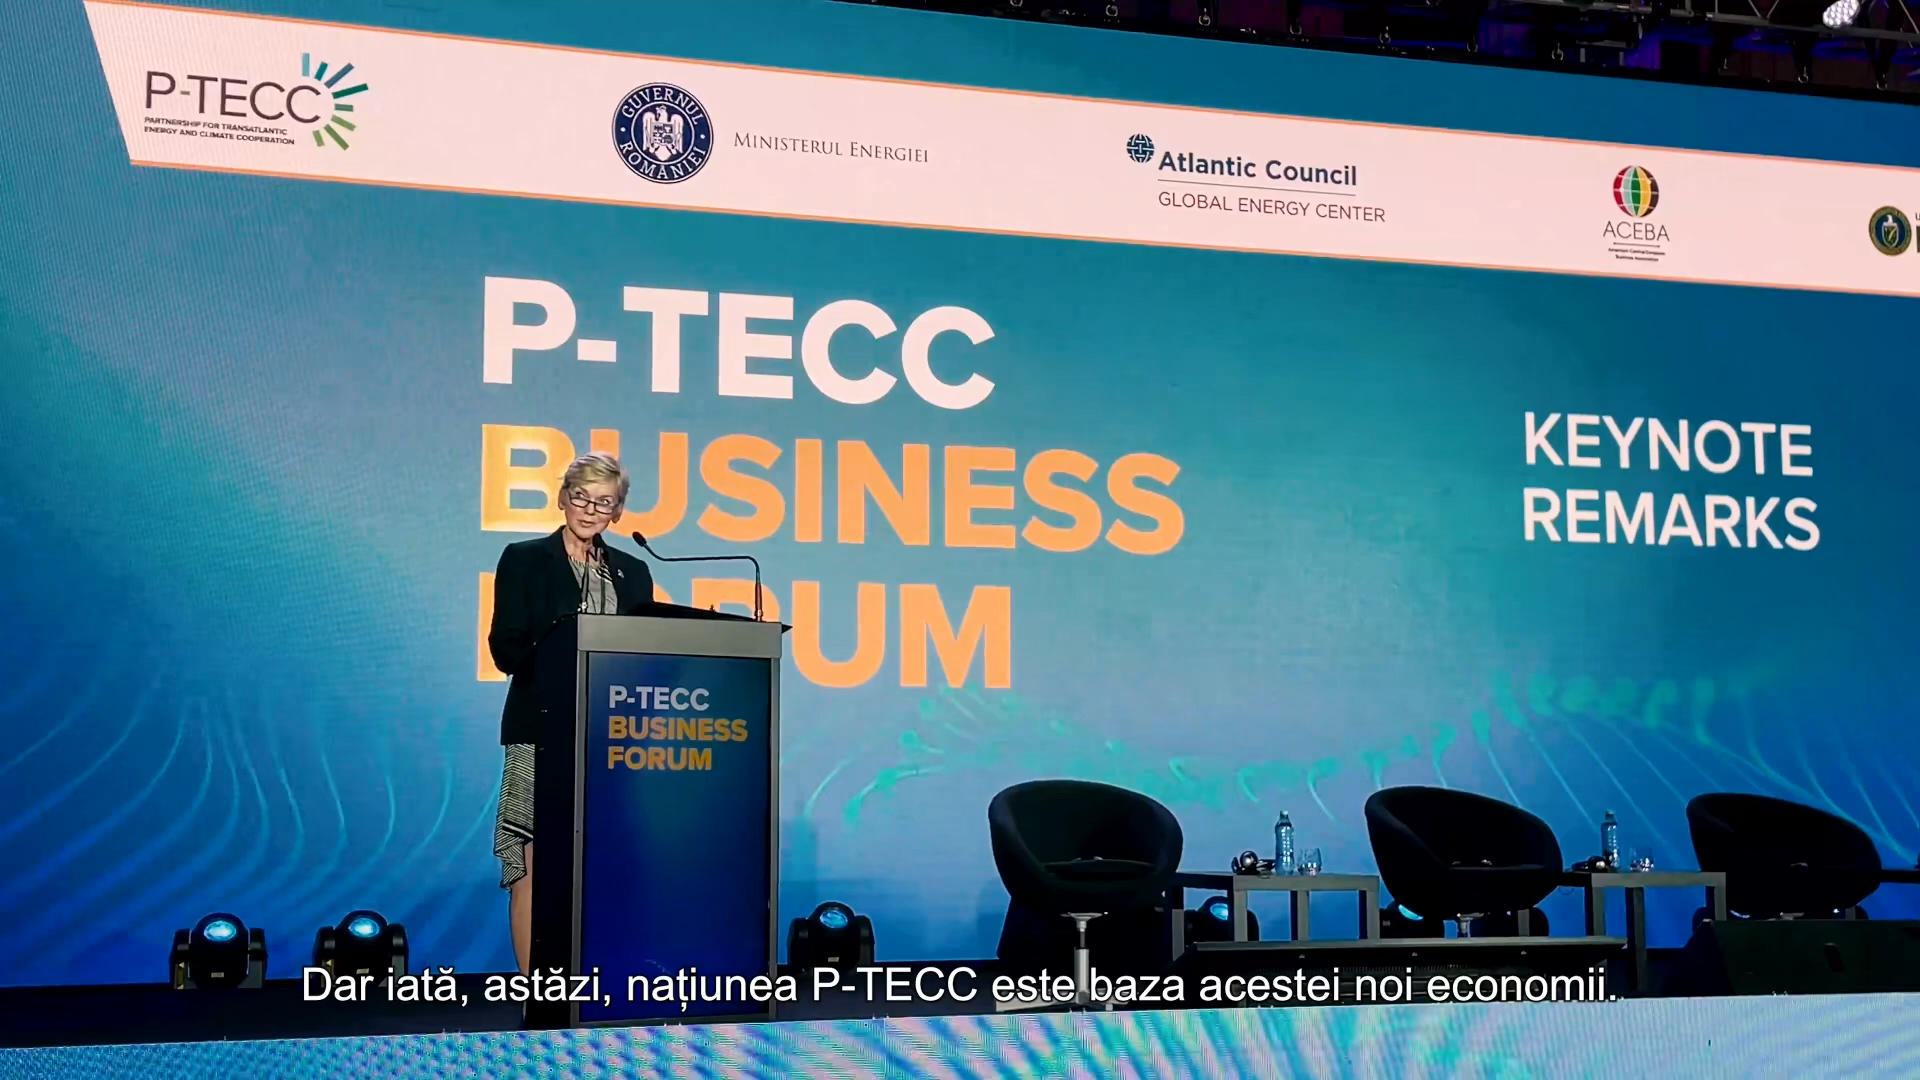 P-TECC
PARTNERSHIP FOR TRANSATLANTIC
ENERGY AND CLIMATE COOPERATION
GUVERNUL
ROMÂNIEI
MINISTERUL ENERGIEI
Atlantic Council
GLOBAL ENERGY CENTER
ACEBA
P-TECC
BUSINESS
FORUM
KEYNOTE
REMARKS
P-TECC
BUSINESS
FORUM
Dar iată, astăzi, națiunea P-TECC este baza acestei noi economii.